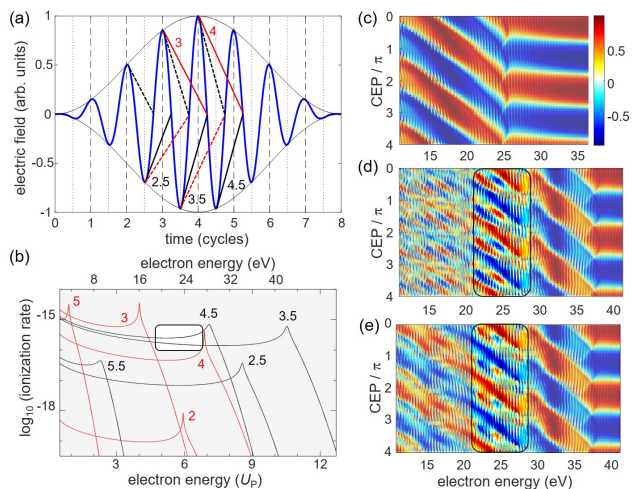 (a)
electric field (arb. units)
1
0.5
0
-0.5
-1
3
4
2.5
3.5
4.5
0 1 2 3 4 5 6 7 8
time (cycles)
(b)
electron energy (eV)
8 16 24 32 40
log10 (ionization rate)
-15
-18
5
3
4.5
3.5
4
2.5
5.5
2
3 6 9 12
electron energy (UP)
(c)
CEP / π
0
1
2
3
4
15 20 25 30 35
0.5
0
-0.5
(d)
CEP / π
0
1
2
3
4
15 20 25 30 35 40
(e)
CEP / π
0
1
2
3
4
15 20 25 30 35 40
electron energy (eV)